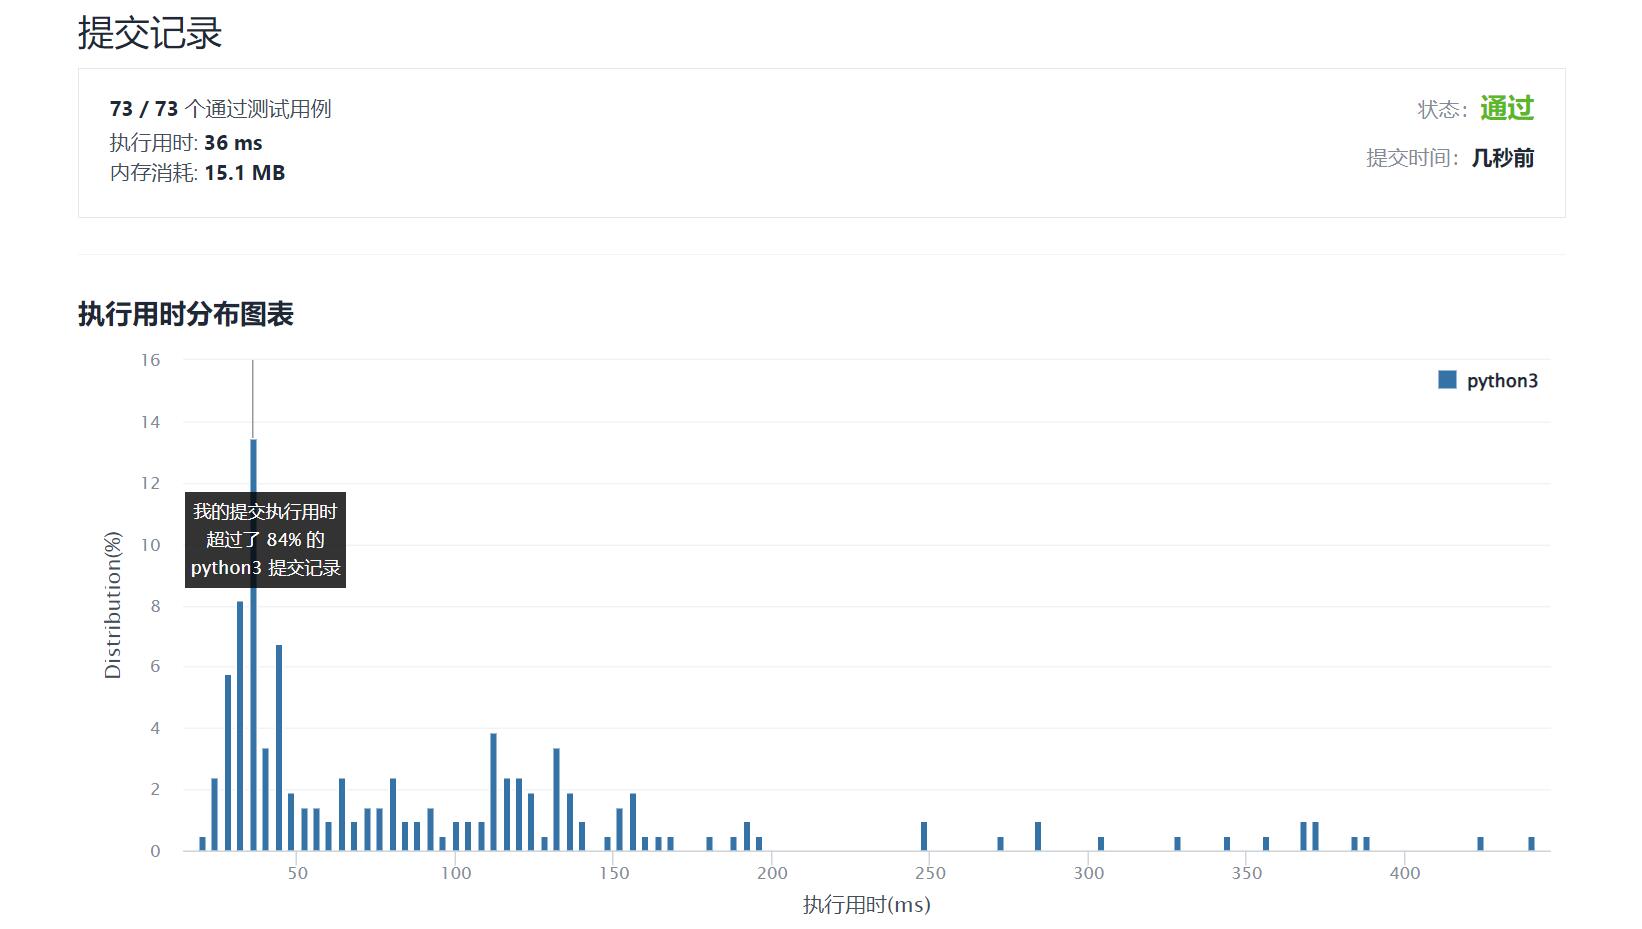 提交记录
73 / 73 个通过测试用例
状态：通过
执行用时: 36 ms
提交时间：几秒前
内存消耗: 15.1 MB
执行用时分布图表
16
python3
14
12
我的提交执行用时
超过了 84% 的
python3 提交记录
10
8
6
4
2
0
Distribution(%)
50 100 150 200 250 300 350 400
执行用时(ms)